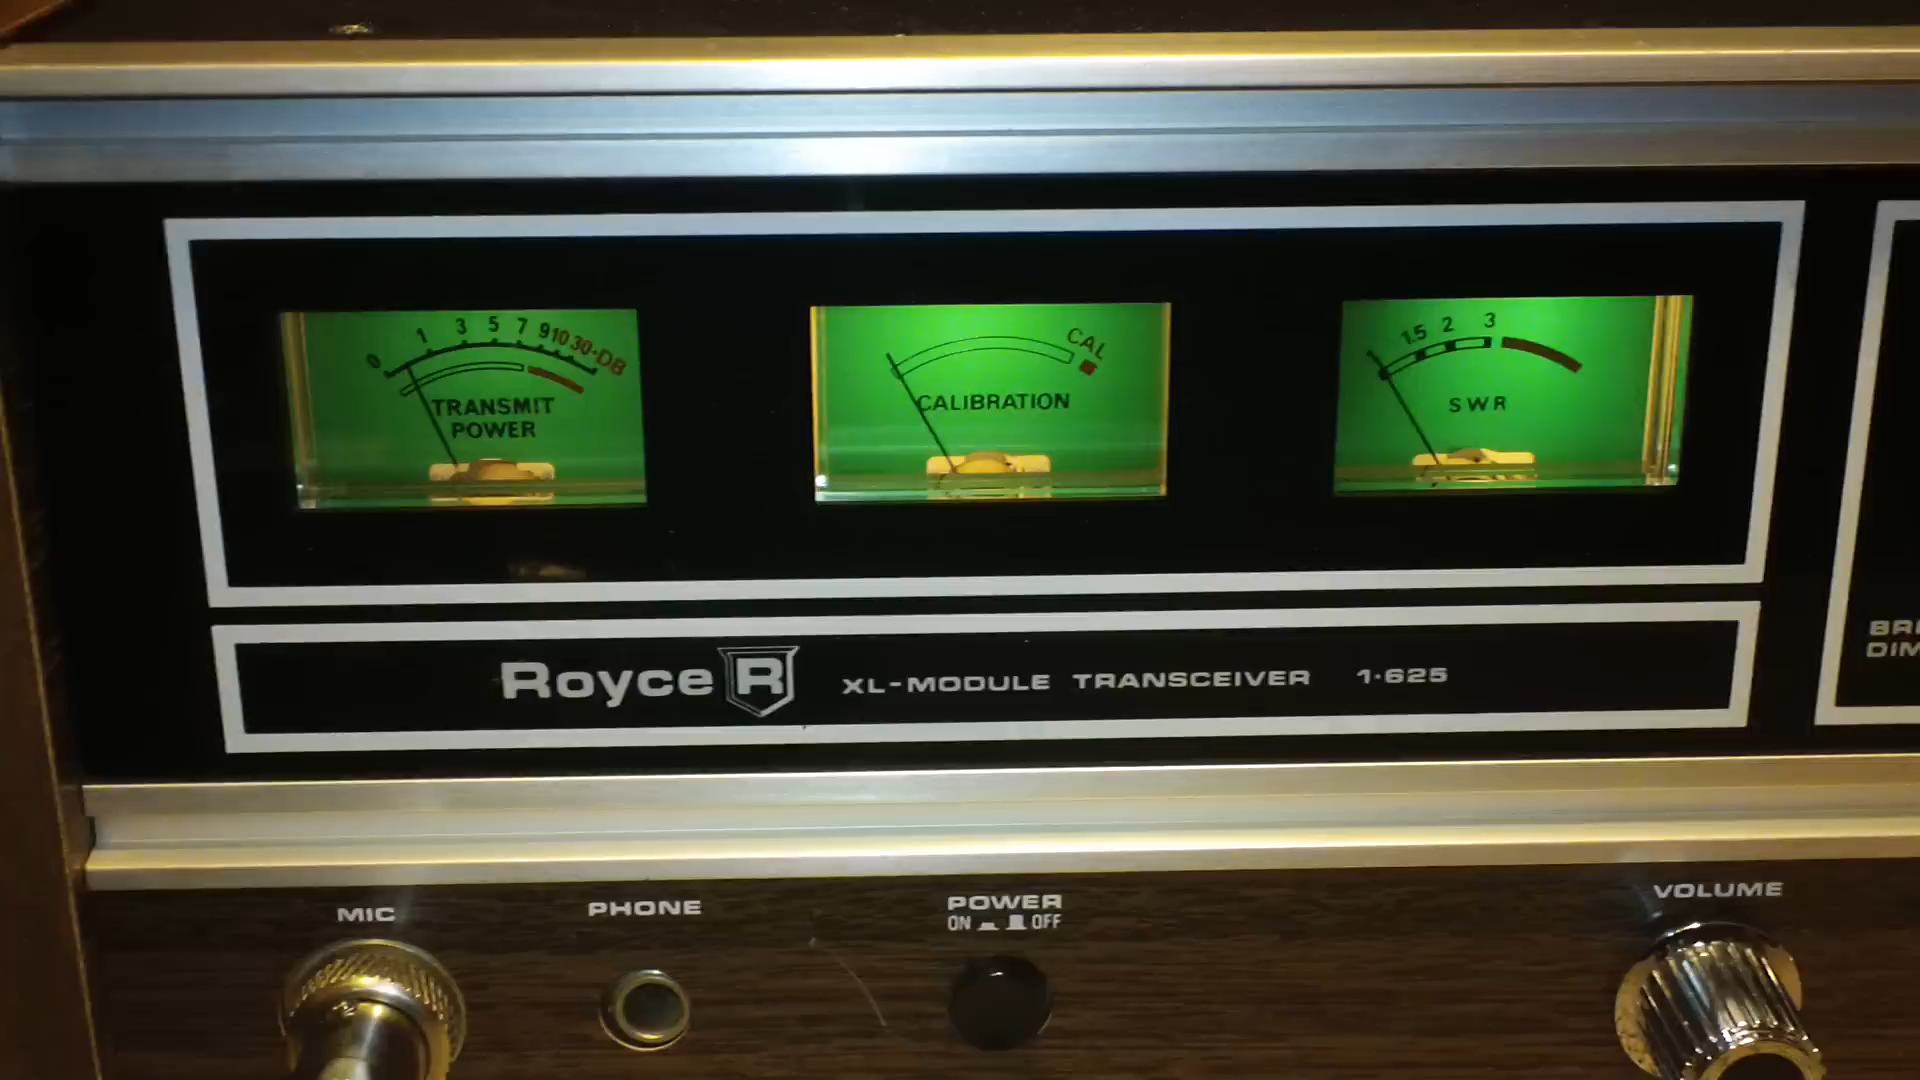 0 1 3 5 7 9 10 30·DB
TRANSMIT
POWER
CAL
CALIBRATION
1.5 2 3
SWR
Royce R XL-MODULE TRANSCEIVER 1·625
MIC
PHONE
POWER
ON OFF
VOLUME